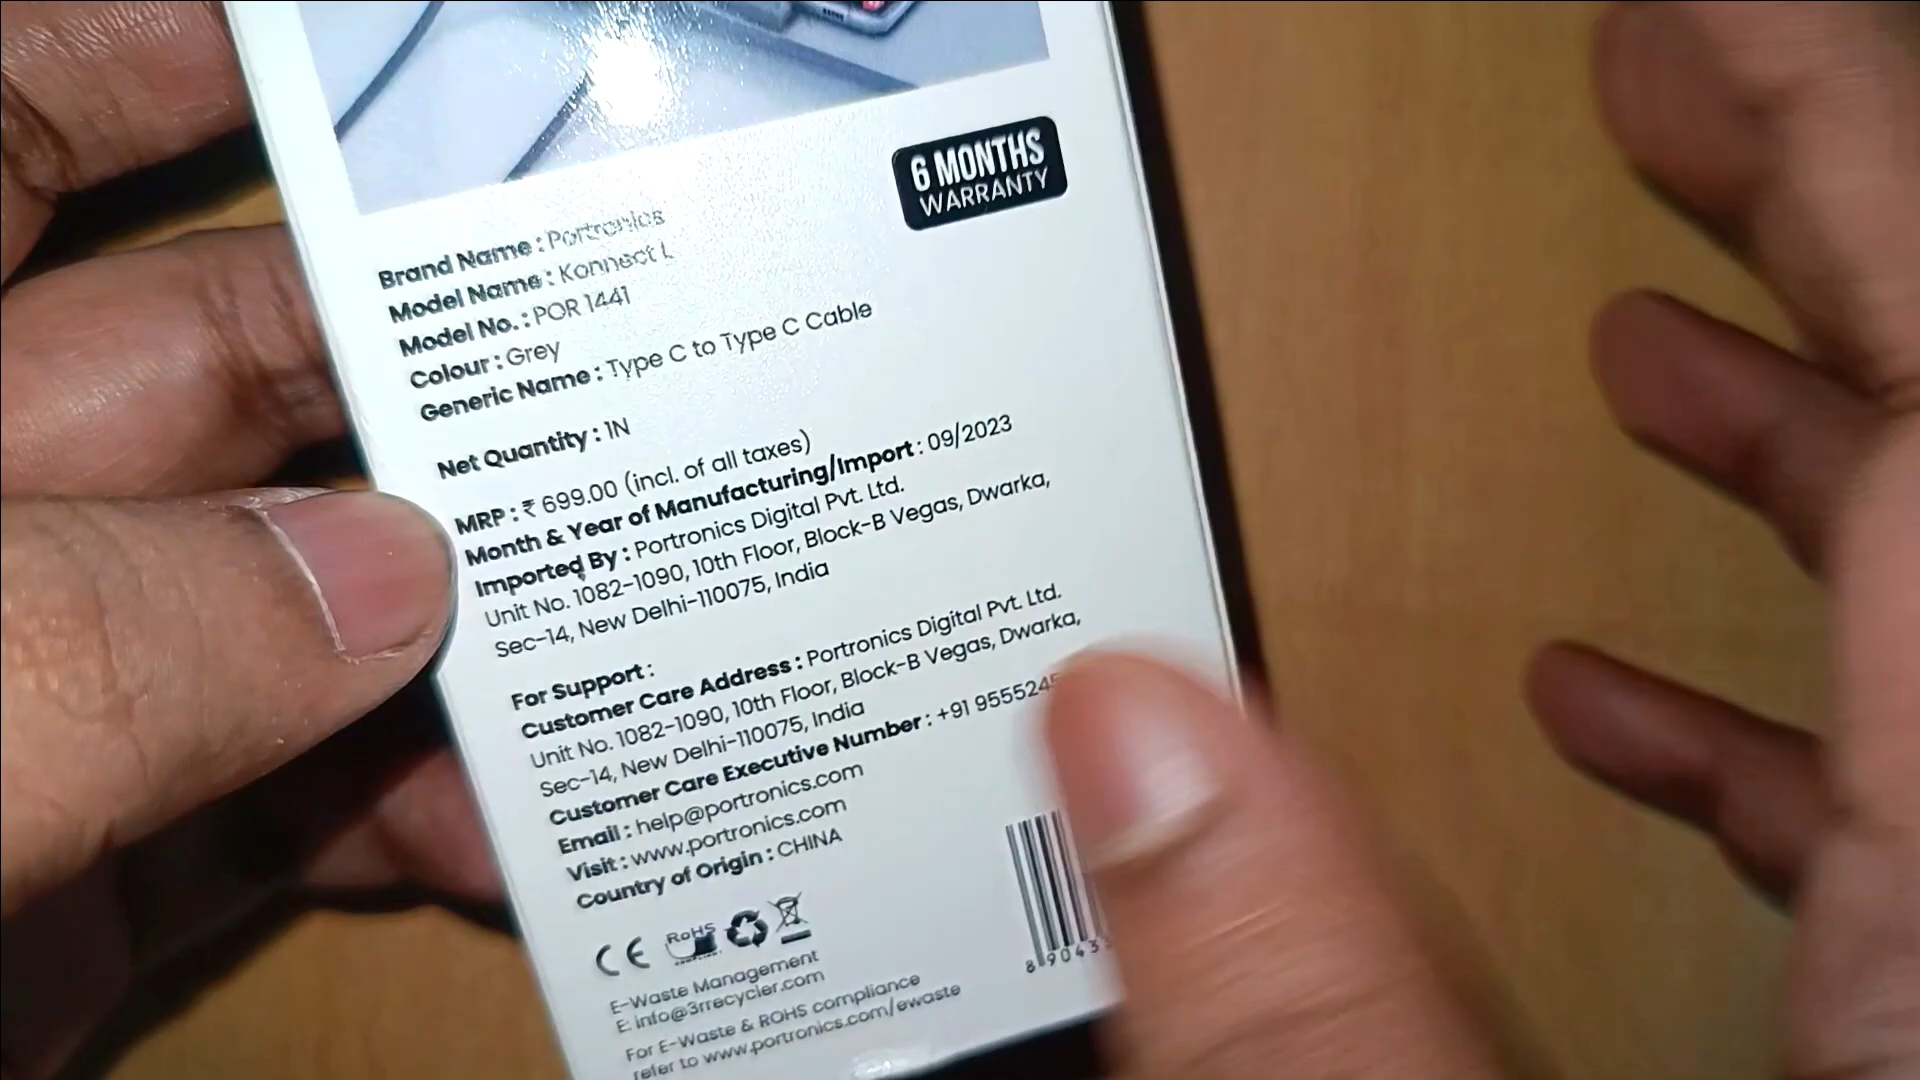 6 MONTHS
WARRANTY
Brand Name : Portronics
Model Name : Konnect L
Model No. : POR 1441
Colour : Grey
Generic Name : Type C to Type C Cable
Net Quantity : 1N
MRP : ₹ 699.00 (incl. of all taxes)
Month & Year of Manufacturing/Import : 09/2023
Imported By : Portronics Digital Pvt. Ltd.
Unit No. 1082-1090, 10th Floor, Block-B Vegas, Dwarka,
Sec-14, New Delhi-110075, India
For Support :
Customer Care Address : Portronics Digital Pvt. Ltd.
Unit No. 1082-1090, 10th Floor, Block-B Vegas, Dwarka,
Sec-14, New Delhi-110075, India
Customer Care Executive Number : +91 955524
Email : help@portronics.com
Visit : www.portronics.com
Country of Origin : CHINA
CE RoHS
8 9043
E-Waste Management
E: info@3rrecycler.com
For E-Waste & ROHS compliance
refer to www.portronics.com/ewaste